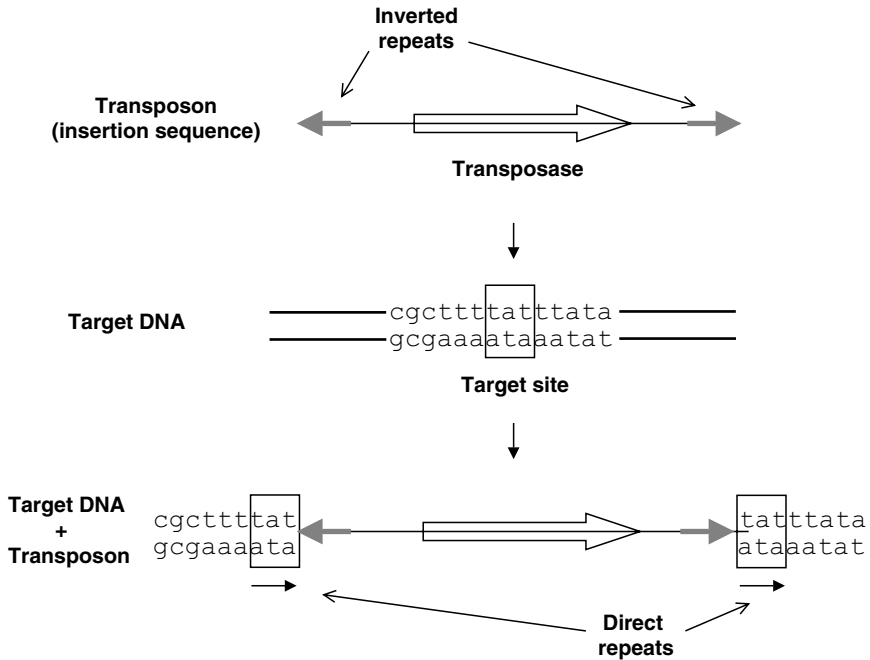 Inverted
repeats
Transposon
(insertion sequence)
Transposase
Target DNA
cgcttttatttata
gcgaaaataaatat
Target site
Target DNA
+
Transposon
cgcttttat
gcgaaaata
tatttata
ataaatat
Direct
repeats